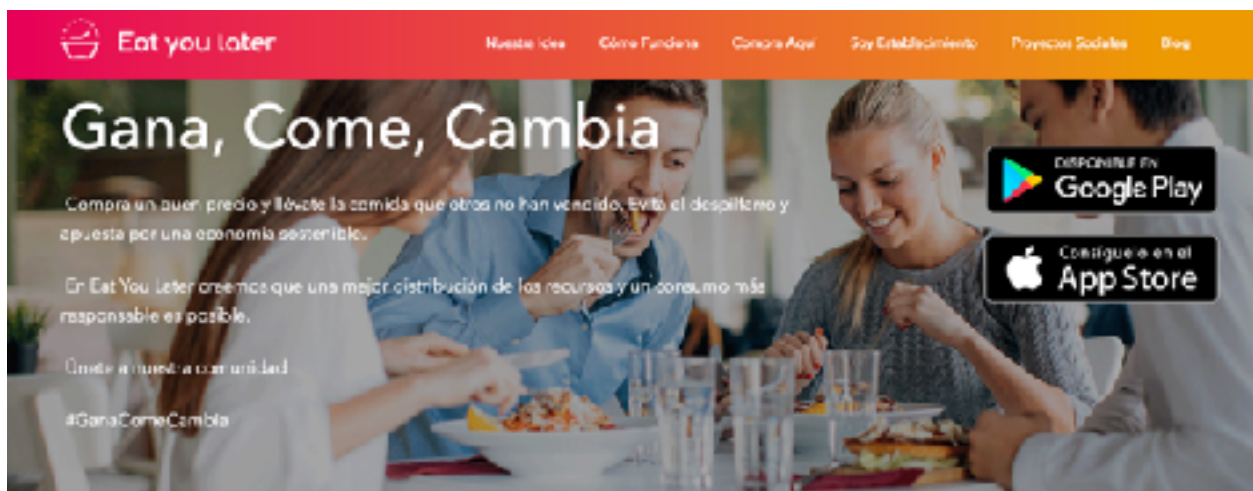 Eat you later
Nuestra Idea
Cómo Funciona
Compra Aquí
Soy Establecimiento
Proyectos Sociales
Blog
Gana, Come, Cambia
Compra un buen precio y llévate la comida que otros no han vendido. Evita el despilfarro y
apuesta por una economía sostenible.
En Eat You Later creemos que una mejor distribución de los recursos y un consumo más
responsable es posible.
Únete a nuestra comunidad
#GanaComeCambia
DISPONIBLE EN
Google Play
Consíguelo en el
App Store